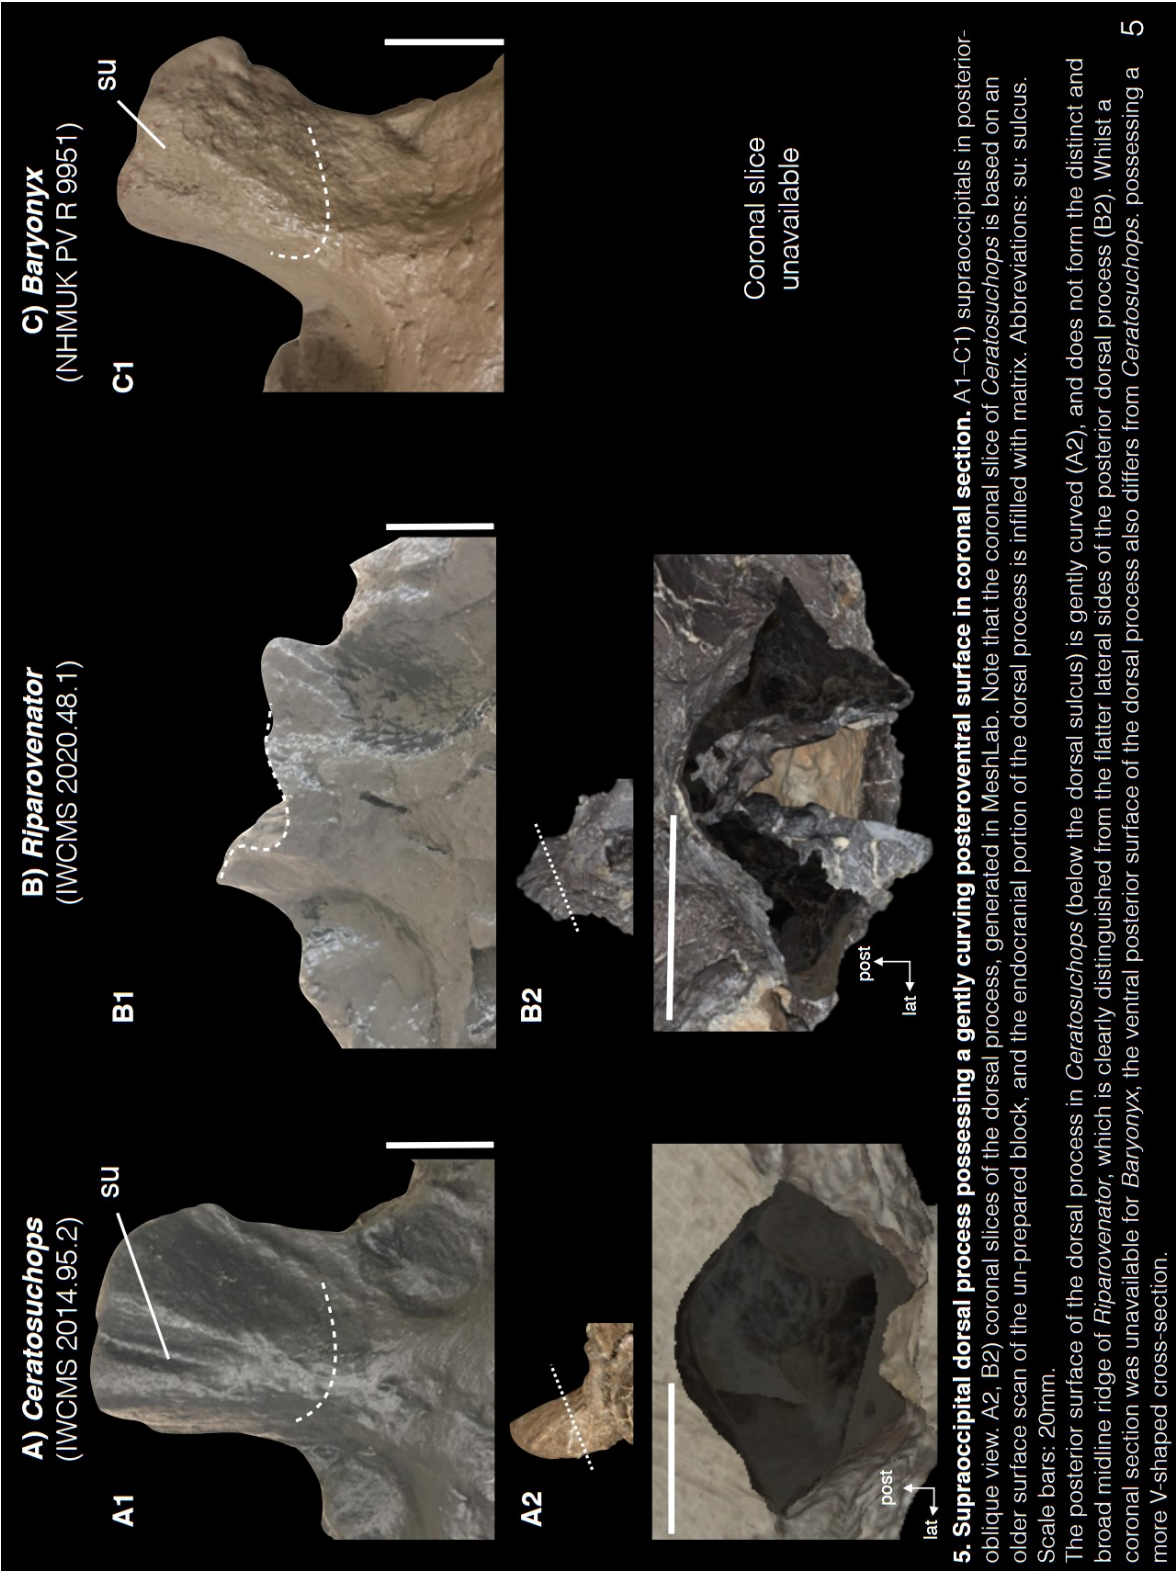 A) Ceratosuchops
(IWCMS 2014.95.2)
B) Riparovenator
(IWCMS 2020.48.1)
C) Baryonyx
(NHMUK PV R 9951)
A1
su
B1
C1
su
A2
B2
Coronal slice
unavailable
post
lat
post
lat
5. Supraoccipital dorsal process possessing a gently curving posteroventral surface in coronal section. A1–C1) supraoccipitals in posterior-
oblique view. A2, B2) coronal slices of the dorsal process, generated in MeshLab. Note that the coronal slice of Ceratosuchops is based on an
older surface scan of the un-prepared block, and the endocranial portion of the dorsal process is infilled with matrix. Abbreviations: su: sulcus.
Scale bars: 20mm.
The posterior surface of the dorsal process in Ceratosuchops (below the dorsal sulcus) is gently curved (A2), and does not form the distinct and
broad midline ridge of Riparovenator, which is clearly distinguished from the flatter lateral sides of the posterior dorsal process (B2). Whilst a
coronal section was unavailable for Baryonyx, the ventral posterior surface of the dorsal process also differs from Ceratosuchops, possessing a
more V-shaped cross-section.
5